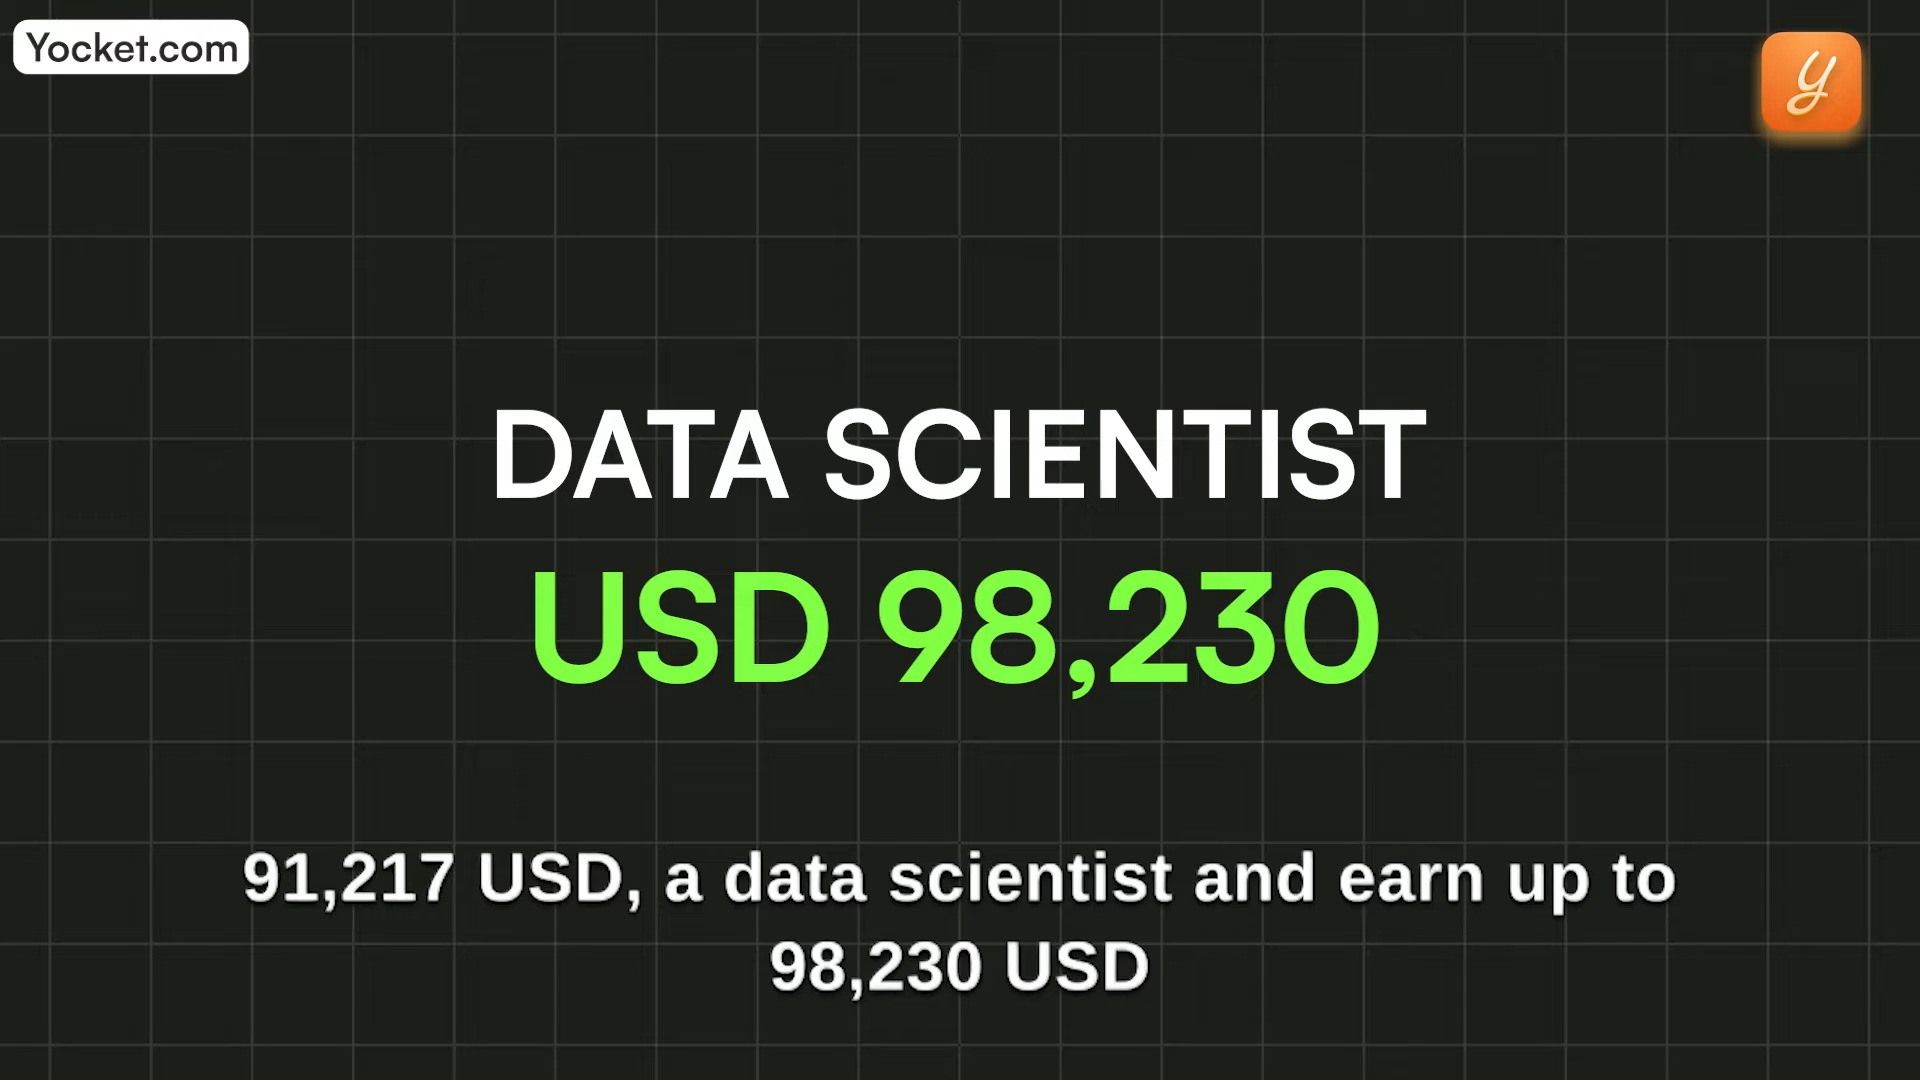 Yocket.com
y
DATA SCIENTIST
USD 98,230
91,217 USD, a data scientist and earn up to
98,230 USD